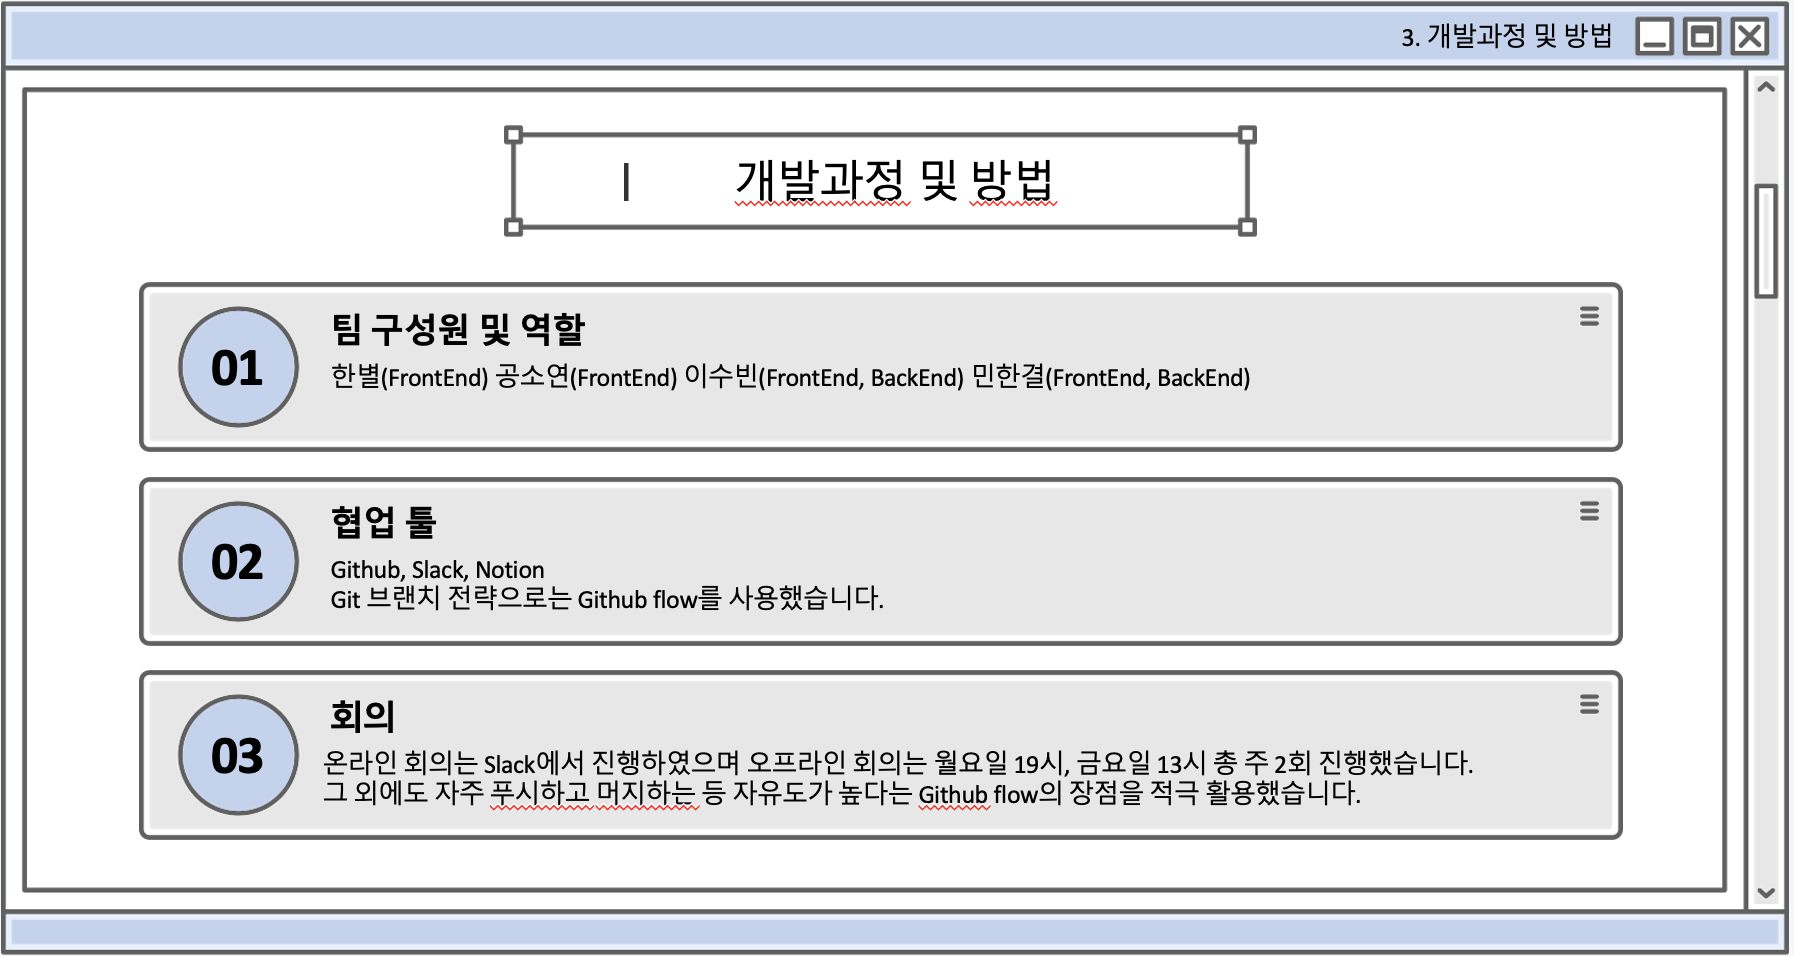 3. 개발과정 및 방법
개발과정 및 방법
01
팀 구성원 및 역할
한별(FrontEnd) 공소연(FrontEnd) 이수빈(FrontEnd, BackEnd) 민한결(FrontEnd, BackEnd)
02
협업 툴
Github, Slack, Notion
Git 브랜치 전략으로는 Github flow를 사용했습니다.
03
회의
온라인 회의는 Slack에서 진행하였으며 오프라인 회의는 월요일 19시, 금요일 13시 총 주 2회 진행했습니다.
그 외에도 자주 푸시하고 머지하는 등 자유도가 높다는 Github flow의 장점을 적극 활용했습니다.